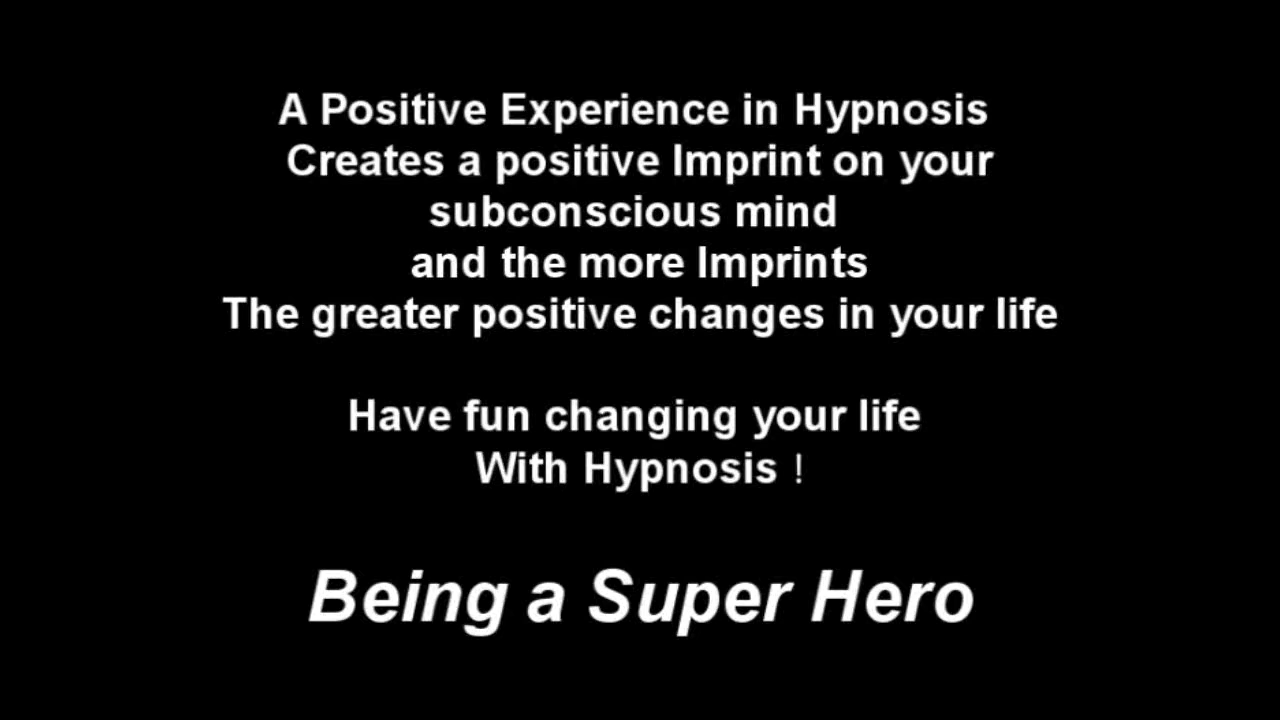 A Positive Experience in Hypnosis
Creates a positive Imprint on your
subconscious mind
and the more Imprints
The greater positive changes in your life
Have fun changing your life
With Hypnosis !
Being a Super Hero